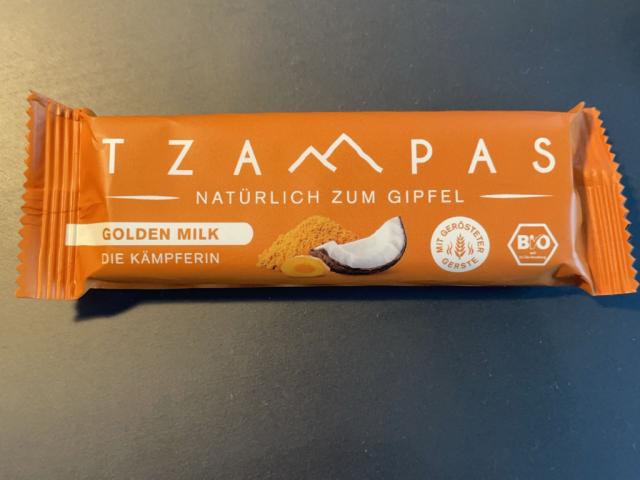 TZAMPAS
NATÜRLICH ZUM GIPFEL
GOLDEN MILK
DIE KÄMPFERIN
MIT GERÖSTETER
GERSTE
BIO